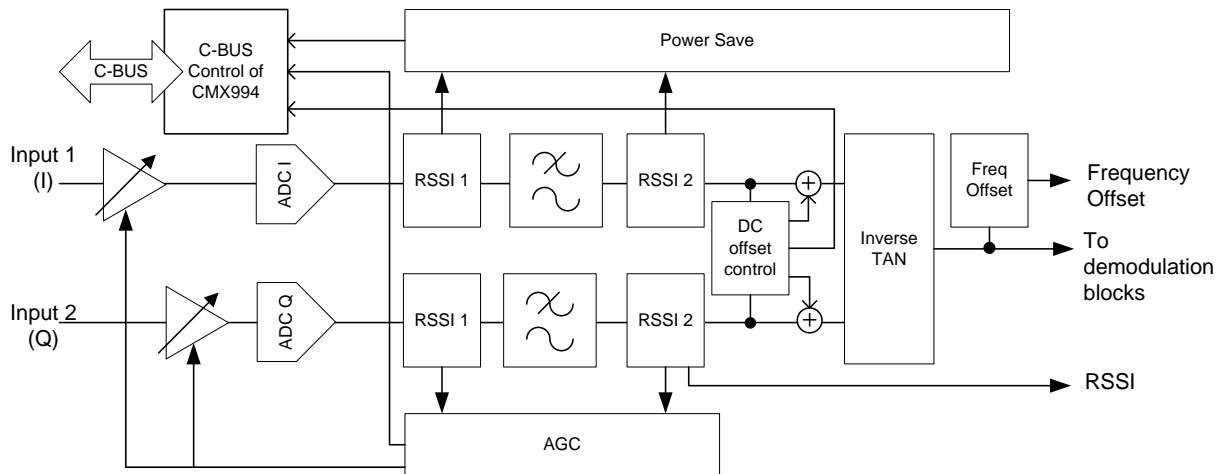 Power Save
C-BUS
C-BUS
Control of
CMX994
Input 1
(I)
ADC I
RSSI 1
RSSI 2
Freq
Offset
Frequency
Offset
DC
offset
control
Inverse
TAN
To
demodulation
blocks
Input 2
(Q)
ADC Q
RSSI 1
RSSI 2
RSSI
AGC